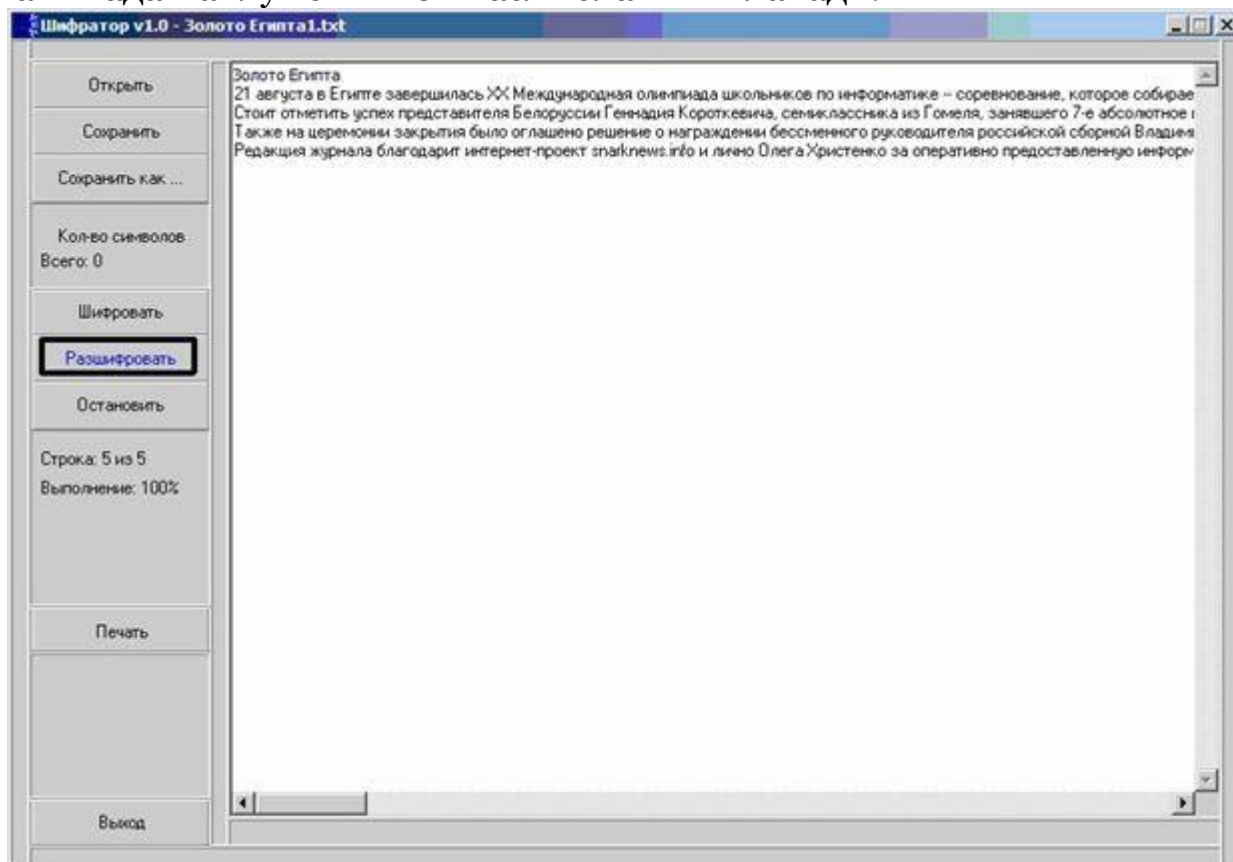 Шифратор v1.0 - Золото Египта1.txt
Открыть
Сохранить
Сохранить как ...
Кол-во символов
Всего: 0
Шифровать
Разшифровать
Остановить
Строка: 5 из 5
Выполнение: 100%
Печать
Выход
Золото Египта
21 августа в Египте завершилась XX Международная олимпиада школьников по информатике – соревнование, которое собирае
Стоит отметить успех представителя Белоруссии Геннадия Короткевича, семиклассника из Гомеля, занявшего 7-е абсолютное
Также на церемонии закрытия было оглашено решение о награждении бессменного руководителя российской сборной Владими
Редакция журнала благодарит интернет-проект snarknews.info и лично Олега Христенко за оперативно предоставленную информ